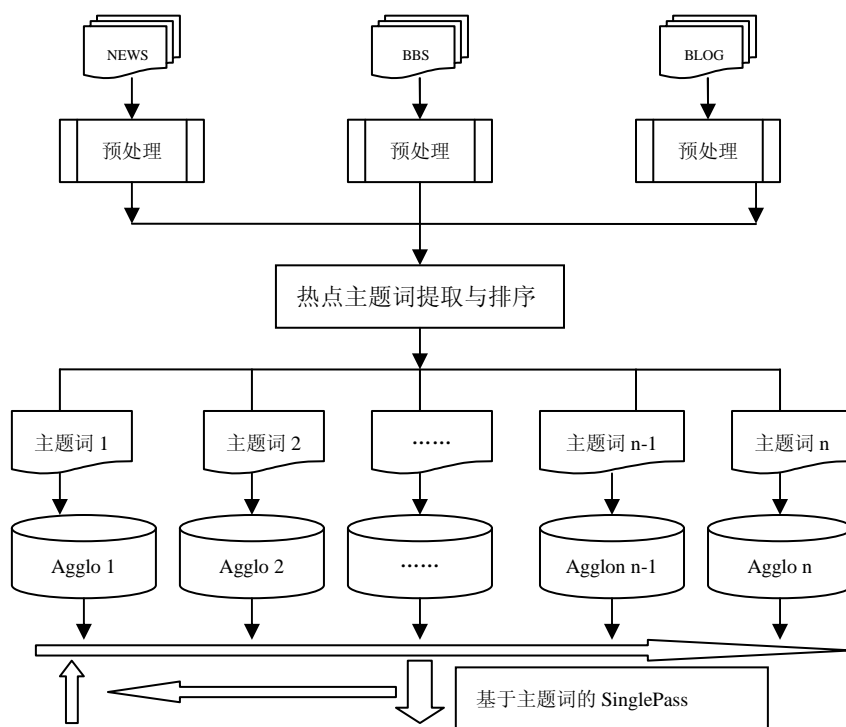 NEWS
BBS
BLOG
预处理
预处理
预处理
热点主题词提取与排序
主题词 1
主题词 2
……
主题词 n-1
主题词 n
Agglo 1
Agglo 2
……
Agglon n-1
Agglo n
基于主题词的 SinglePass